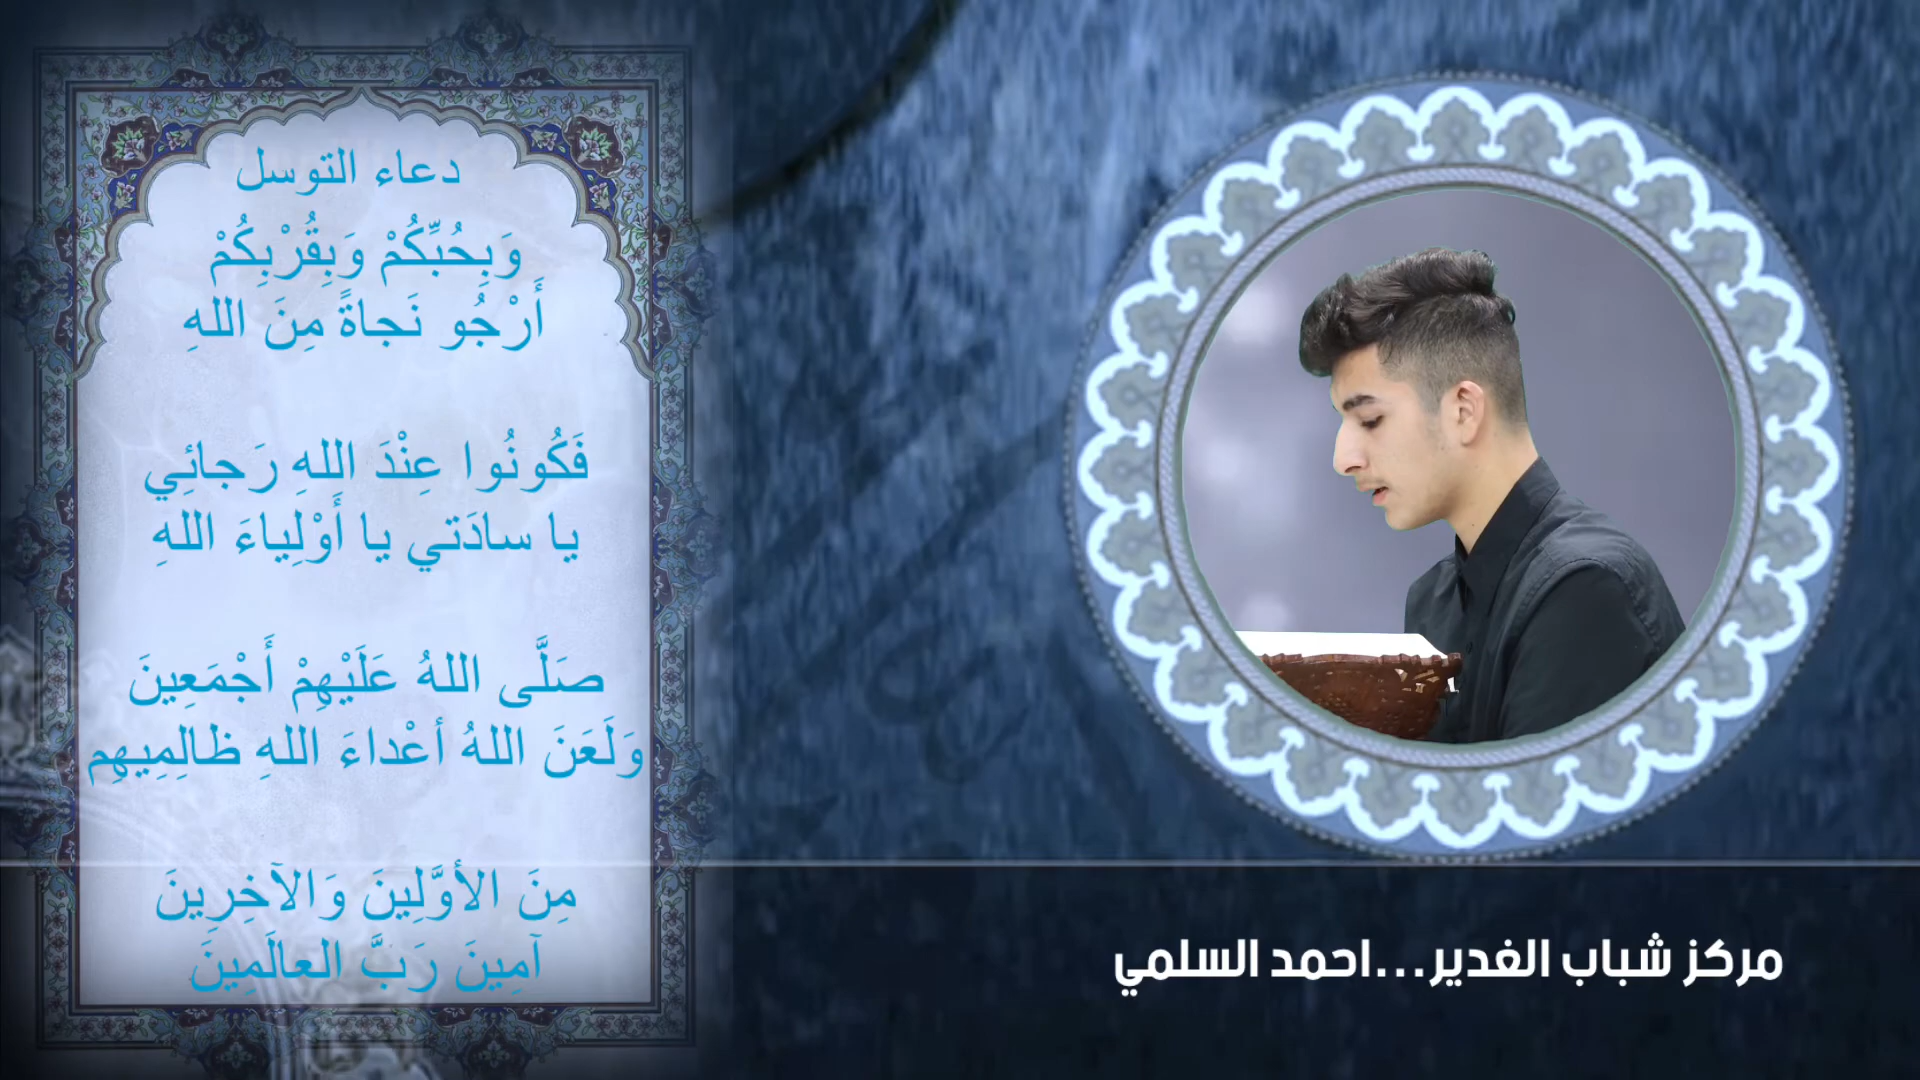 دعاء التوسل
وَبِحُبِّكُمْ وَبِقُرْبِكُمْ
أَرْجُو نَجاةً مِنَ اللهِ
فَكُونُوا عِنْدَ اللهِ رَجائِي
يا سادَتي يا أَوْلِياءَ اللهِ
صَلَّى اللهُ عَلَيْهِمْ أَجْمَعِينَ
وَلَعَنَ اللهُ أعْداءَ اللهِ ظالِمِيهِم
مِنَ الأوَّلِينَ وَالآخِرِينَ
آمِينَ رَبَّ العالَمِينَ
مركز شباب الغدير...احمد السلمي